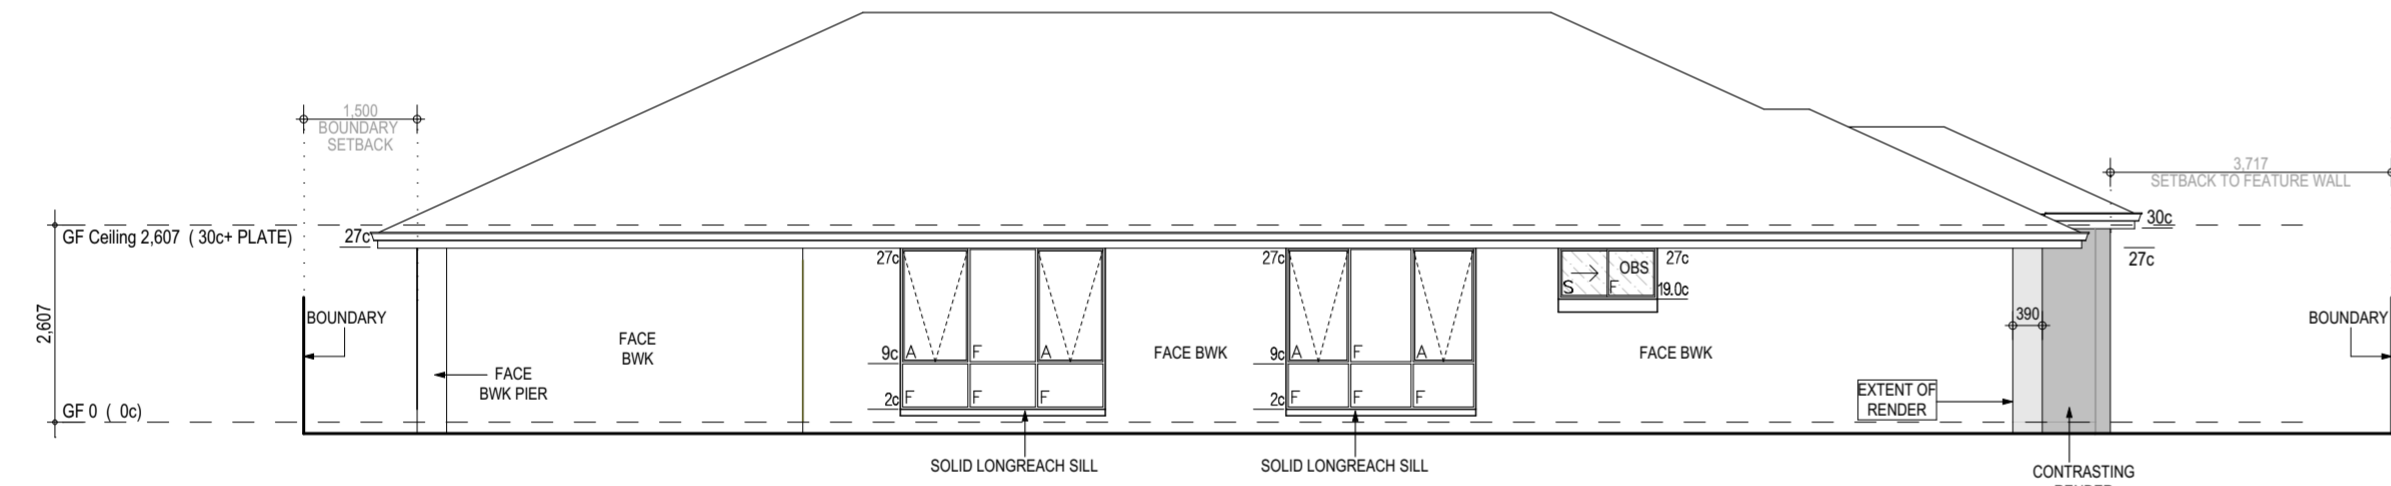 1,500
BOUNDARY
SETBACK
3,717
SETBACK TO FEATURE WALL
30c
GF Ceiling 2,607 ( 30c+ PLATE)
27c
27c
27c
27c
27c
OBS
S
F
19.0c
2,607
BOUNDARY
390
BOUNDARY
FACE
BWK
9c
A
F
A
FACE BWK
9c
A
F
A
FACE BWK
FACE
BWK PIER
EXTENT OF
RENDER
GF 0 ( 0c)
2c
F
F
F
2c
F
F
F
SOLID LONGREACH SILL
SOLID LONGREACH SILL
CONTRASTING